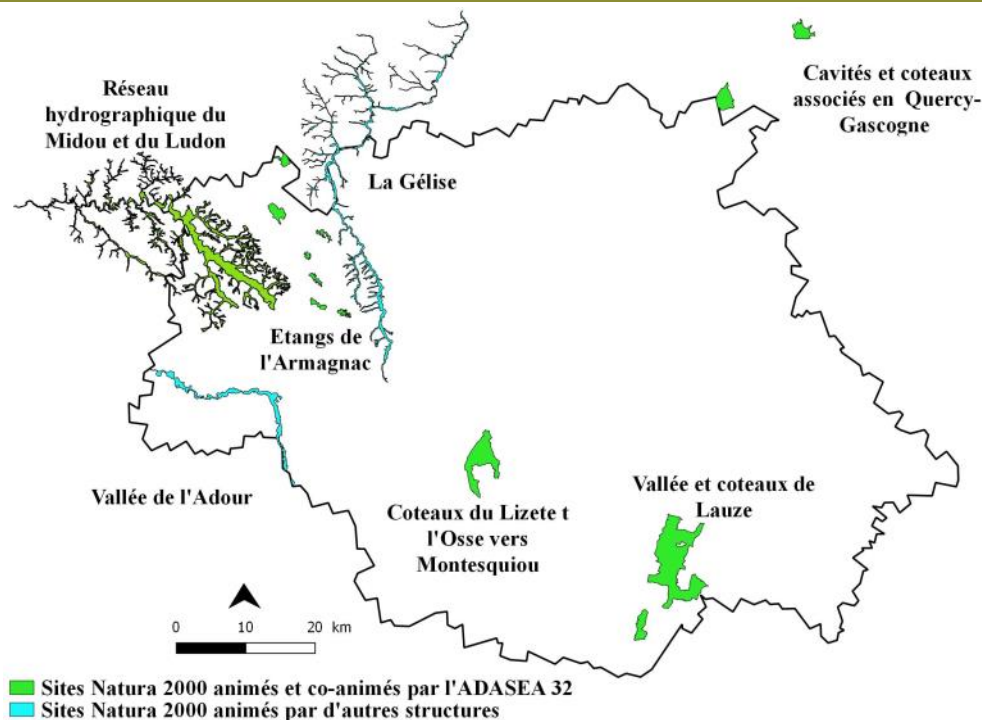 Réseau
hydrographique du
Midou et du Ludon
Cavités et coteaux
associés en Quercy-
Gascogne
La Gélise
Etangs de
l'Armagnac
Vallée de l'Adour
Coteaux du Lizete t
l'Osse vers
Montesquiou
Vallée et coteaux de
Lauze
0 10 20 km
Sites Natura 2000 animés et co-animés par l'ADASEA 32
Sites Natura 2000 animés par d'autres structures